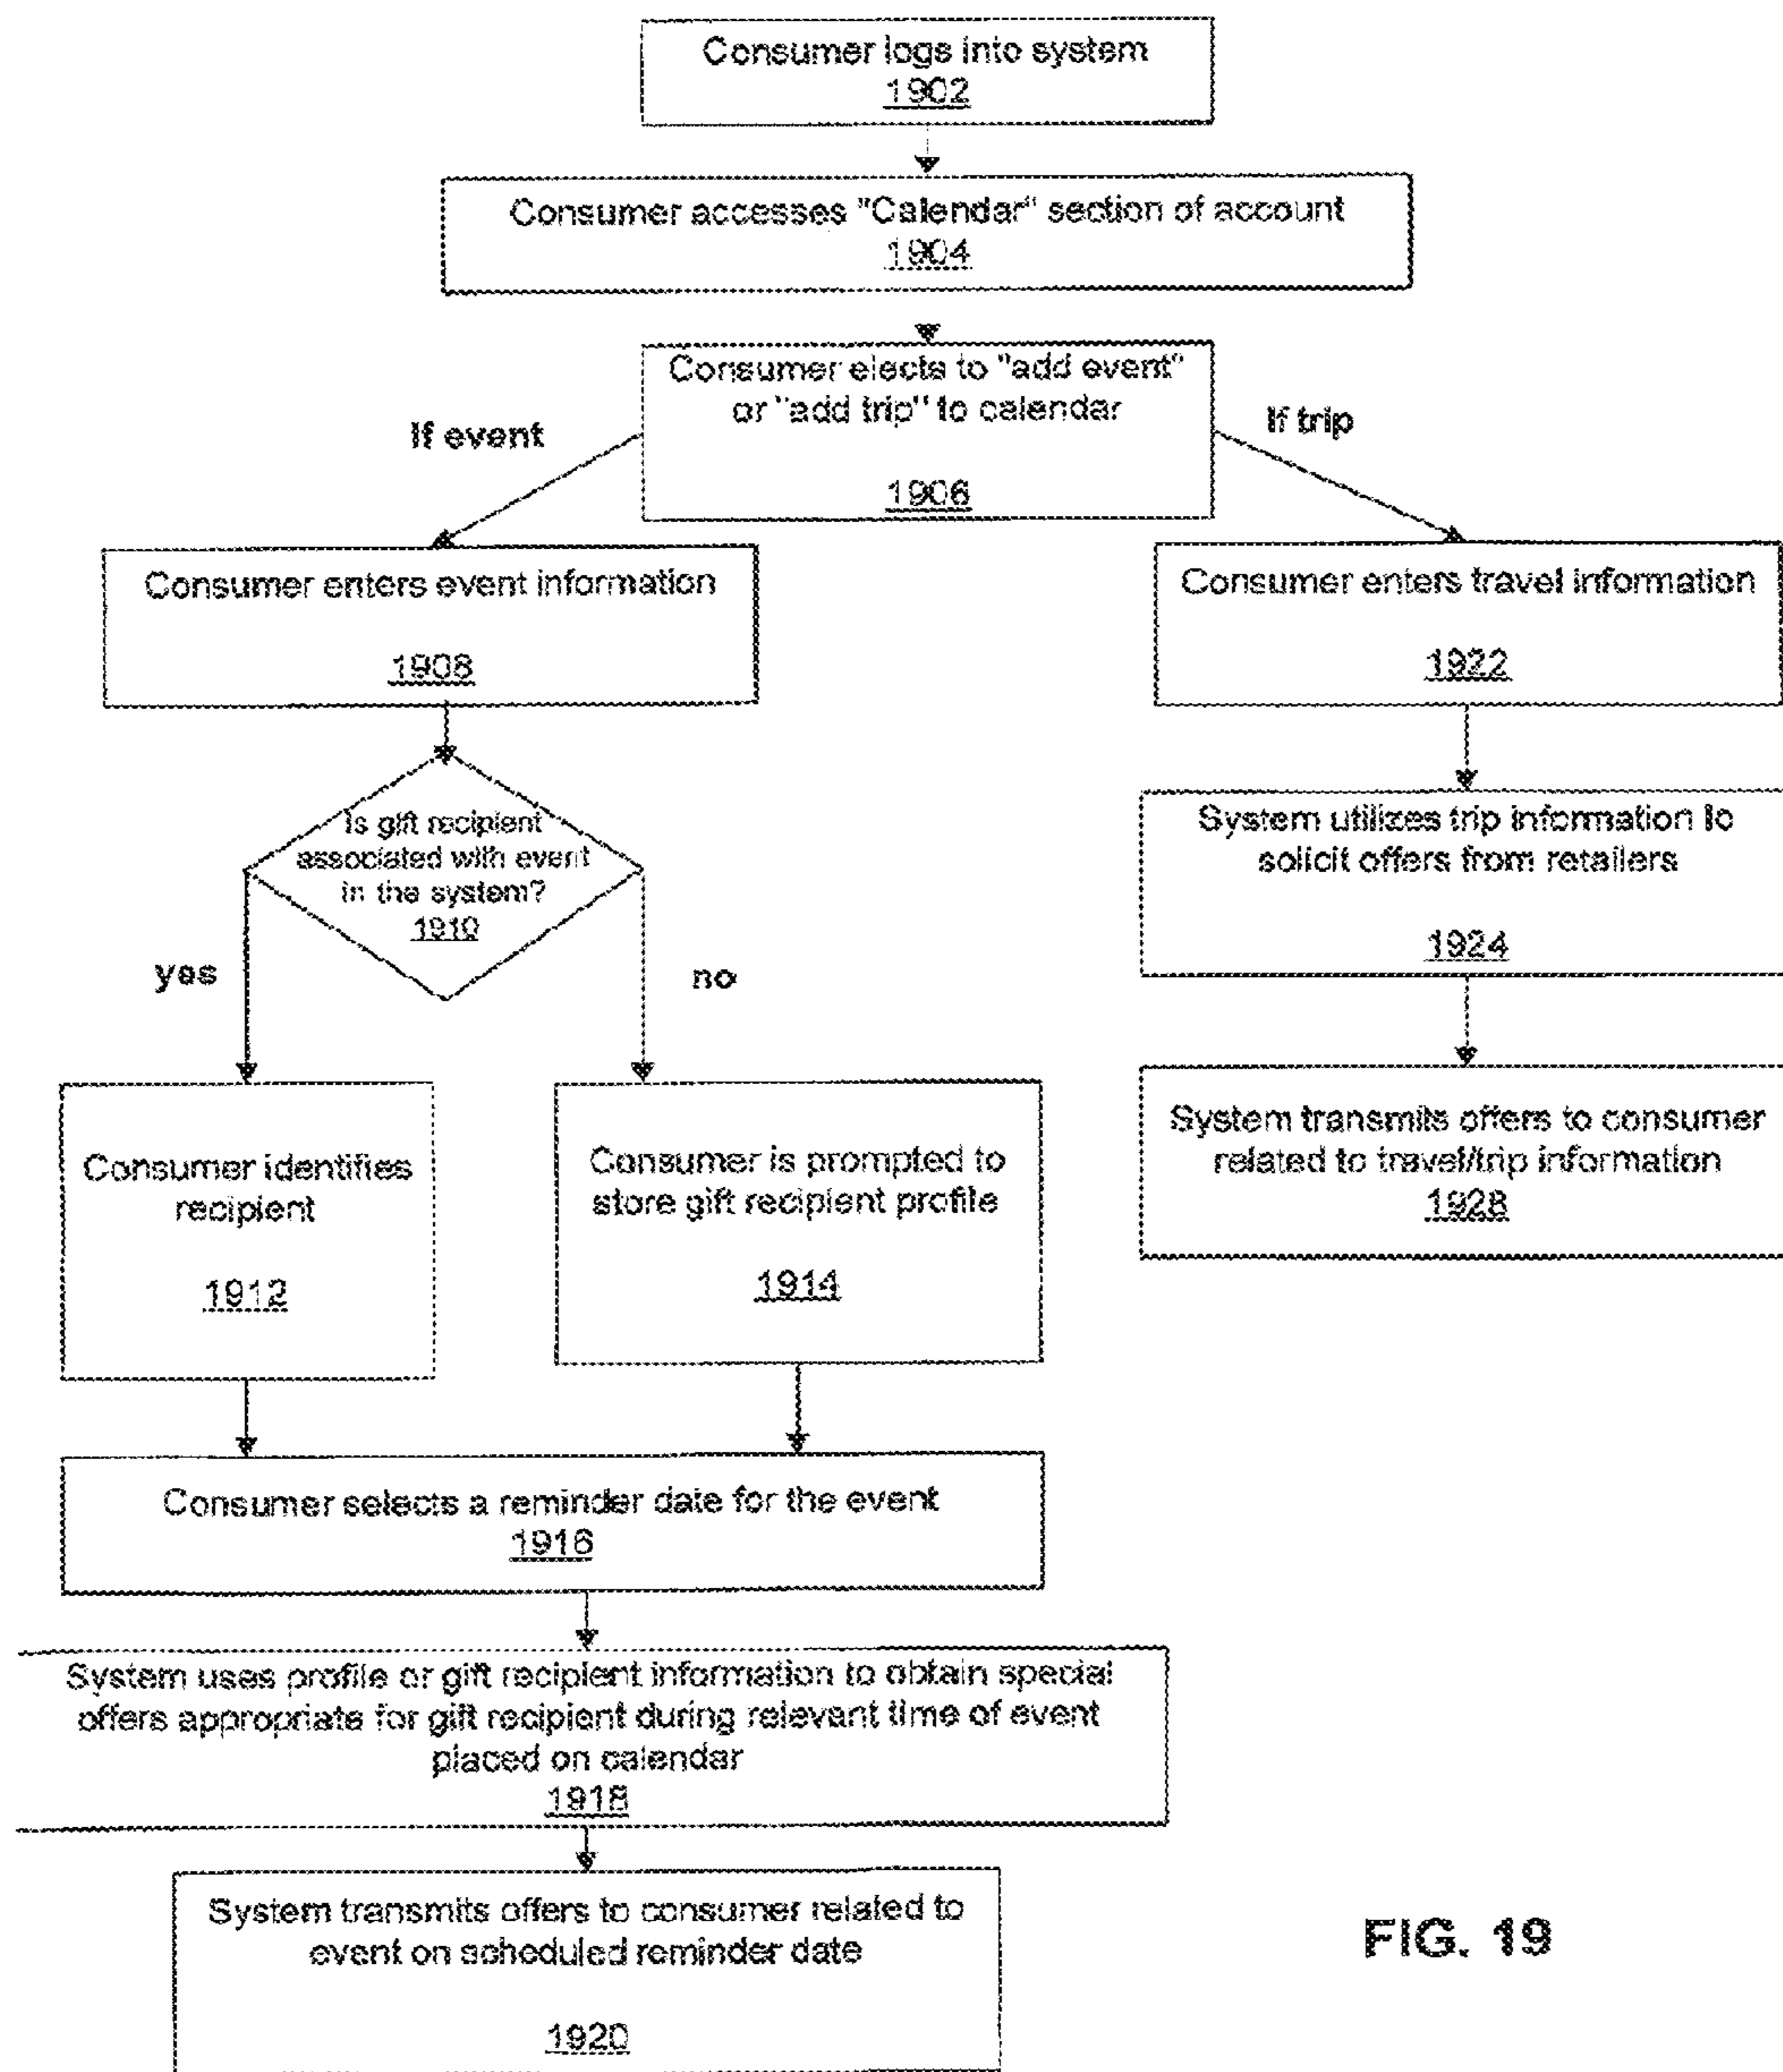 Consumer logs into system
1902
Consumer accesses "Calendar" section of account
1904
Consumer elects to "add event"
or "add trip" to calendar
1906
If event
If trip
Consumer enters event information
1908
Consumer enters travel information
1922
Is gift recipient
associated with event
in the system?
1910
yes
no
System utilizes trip information to
solicit offers from retailers
1924
Consumer identifies
recipient
1912
Consumer is prompted to
store gift recipient profile
1914
System transmits offers to consumer
related to travel/trip information
1928
Consumer selects a reminder date for the event
1916
System uses profile or gift recipient information to obtain special
offers appropriate for gift recipient during relevant time of event
placed on calendar
1918
System transmits offers to consumer related to
event on scheduled reminder date
1920
FIG. 19